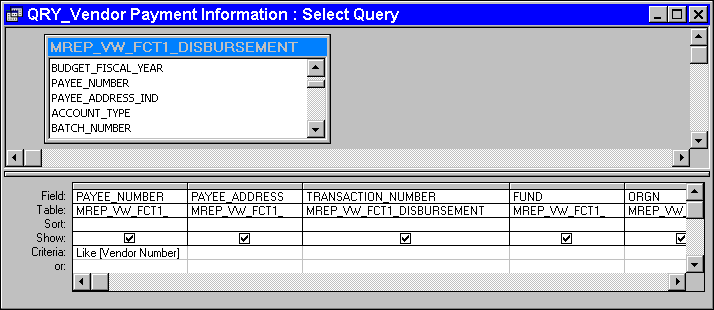 QRY_Vendor Payment Information : Select Query
MREP_VW_FCT1_DISBURSEMENT
BUDGET_FISCAL_YEAR
PAYEE_NUMBER
PAYEE_ADDRESS_IND
ACCOUNT_TYPE
BATCH_NUMBER
Field: PAYEE_NUMBER PAYEE_ADDRESS TRANSACTION_NUMBER FUND ORGN
Table: MREP_VW_FCT1_ MREP_VW_FCT1_ MREP_VW_FCT1_DISBURSEMENT MREP_VW_FCT1_ MREP_VW_
Sort:
Show:
Criteria: Like [Vendor Number]
or: